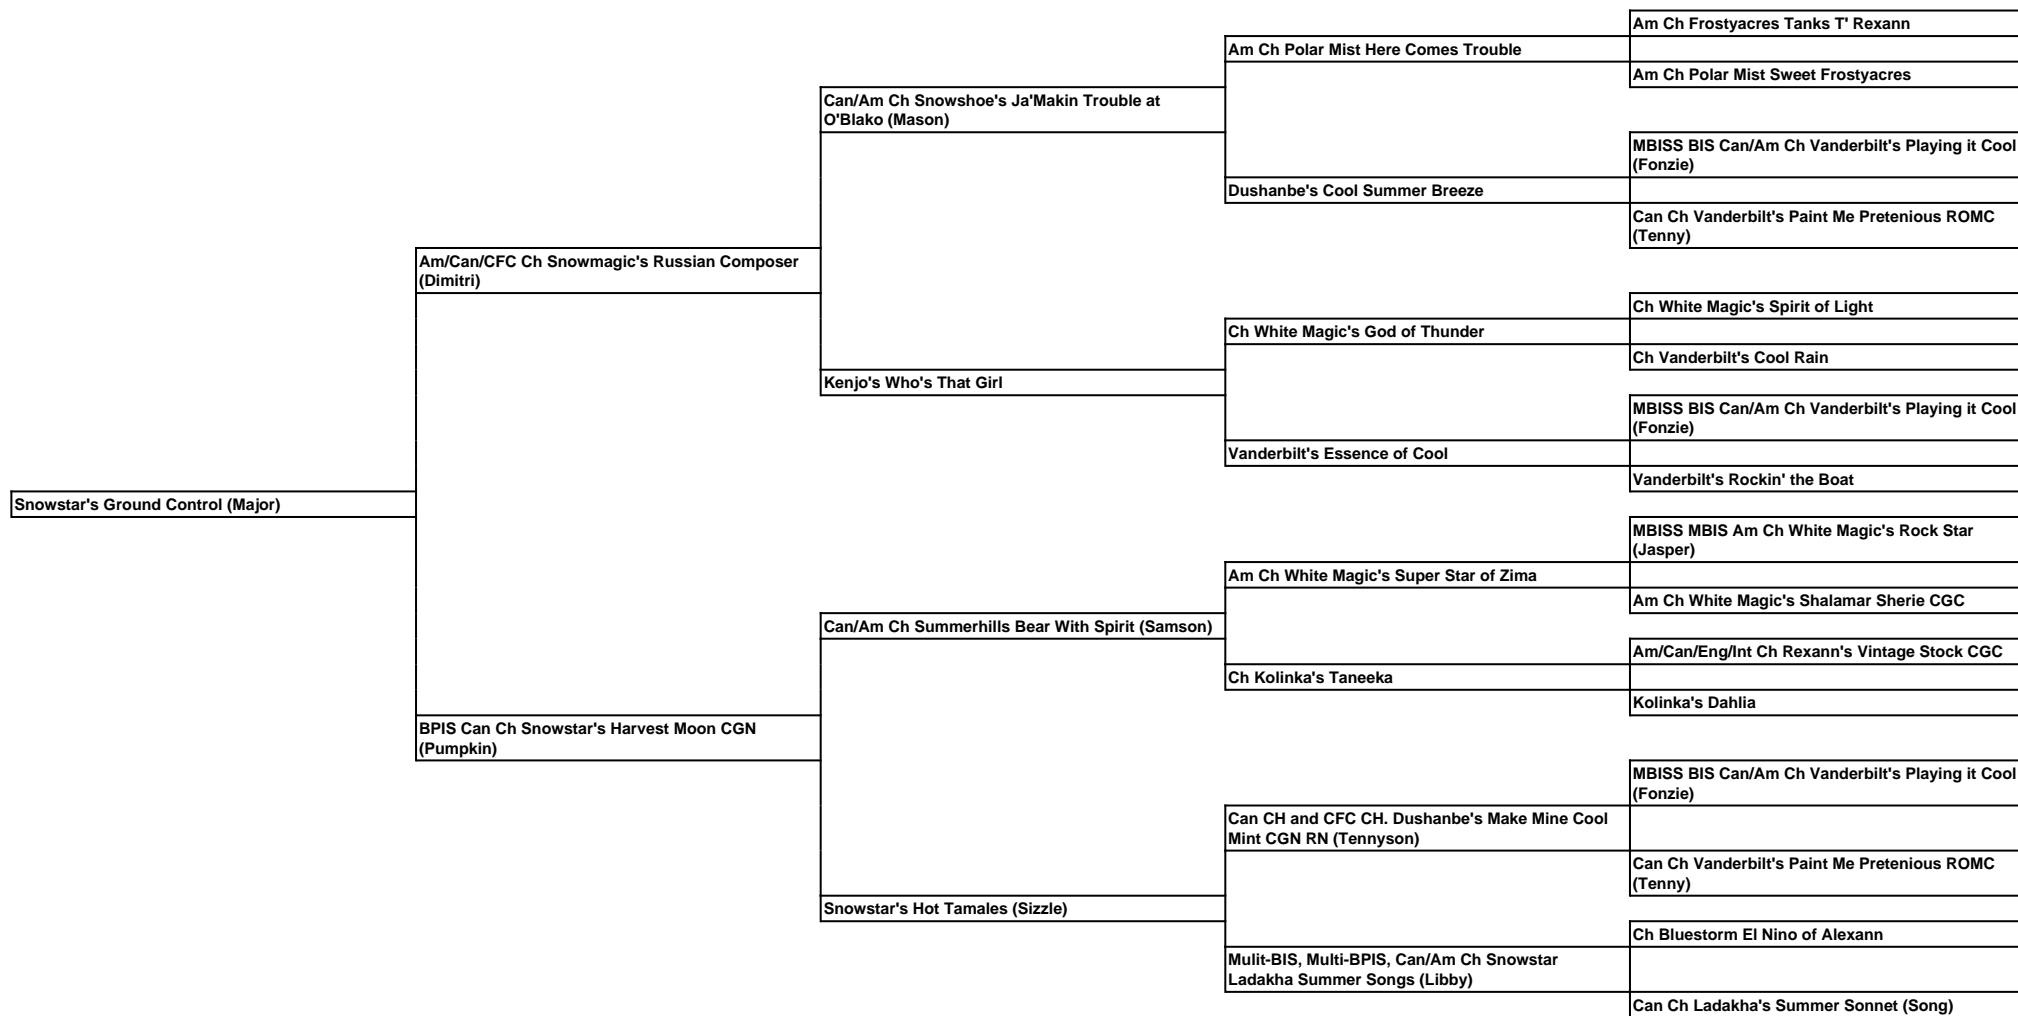 Am Ch Frostyacres Tanks T' Rexann
Am Ch Polar Mist Here Comes Trouble
Am Ch Polar Mist Sweet Frostyacres
Can/Am Ch Snowshoe's Ja'Makin Trouble at
O'Blako (Mason)
MBISS BIS Can/Am Ch Vanderbilt's Playing it Cool
(Fonzie)
Dushanbe's Cool Summer Breeze
Can Ch Vanderbilt's Paint Me Pretenious ROMC
(Tenny)
Am/Can/CFC Ch Snowmagic's Russian Composer
(Dimitri)
Ch White Magic's Spirit of Light
Ch White Magic's God of Thunder
Ch Vanderbilt's Cool Rain
Kenjo's Who's That Girl
MBISS BIS Can/Am Ch Vanderbilt's Playing it Cool
(Fonzie)
Vanderbilt's Essence of Cool
Vanderbilt's Rockin' the Boat
Snowstar's Ground Control (Major)
MBISS MBIS Am Ch White Magic's Rock Star
(Jasper)
Am Ch White Magic's Super Star of Zima
Am Ch White Magic's Shalamar Sherie CGC
Can/Am Ch Summerhills Bear With Spirit (Samson)
Am/Can/Eng/Int Ch Rexann's Vintage Stock CGC
Ch Kolinka's Taneeka
Kolinka's Dahlia
BPIS Can Ch Snowstar's Harvest Moon CGN
(Pumpkin)
MBISS BIS Can/Am Ch Vanderbilt's Playing it Cool
(Fonzie)
Can CH and CFC CH. Dushanbe's Make Mine Cool
Mint CGN RN (Tennyson)
Can Ch Vanderbilt's Paint Me Pretenious ROMC
(Tenny)
Snowstar's Hot Tamales (Sizzle)
Ch Bluestorm El Nino of Alexann
Mulit-BIS, Multi-BPIS, Can/Am Ch Snowstar
Ladakha Summer Songs (Libby)
Can Ch Ladakha's Summer Sonnet (Song)